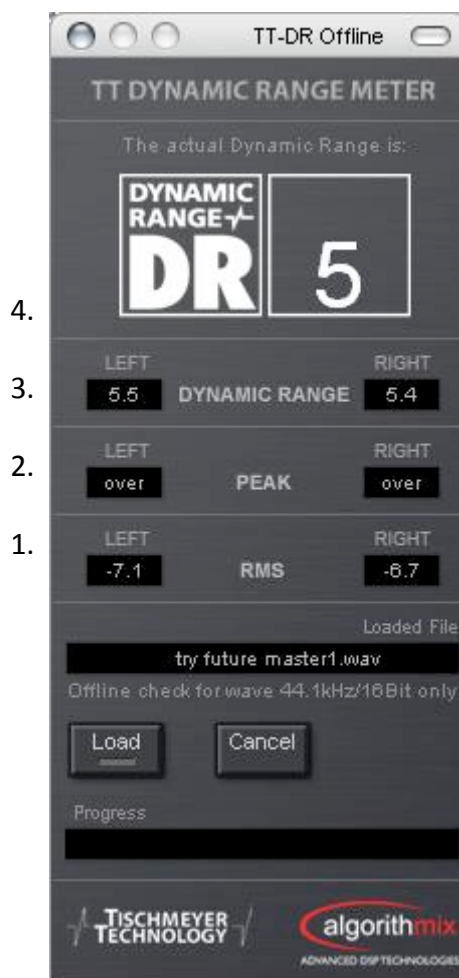 TT-DR Offline
TT DYNAMIC RANGE METER
The actual Dynamic Range is:
DYNAMIC
RANGE
DR 5
4.
LEFT RIGHT
3. 5.5 DYNAMIC RANGE 5.4
LEFT RIGHT
2. over PEAK over
LEFT RIGHT
1. -7.1 RMS -6.7
Loaded File
try future master1.wav
Offline check for wave 44.1kHz/16Bit only
Load Cancel
Progress
TISCHMEYER
TECHNOLOGY
algorithmix
ADVANCED DSP TECHNOLOGIES